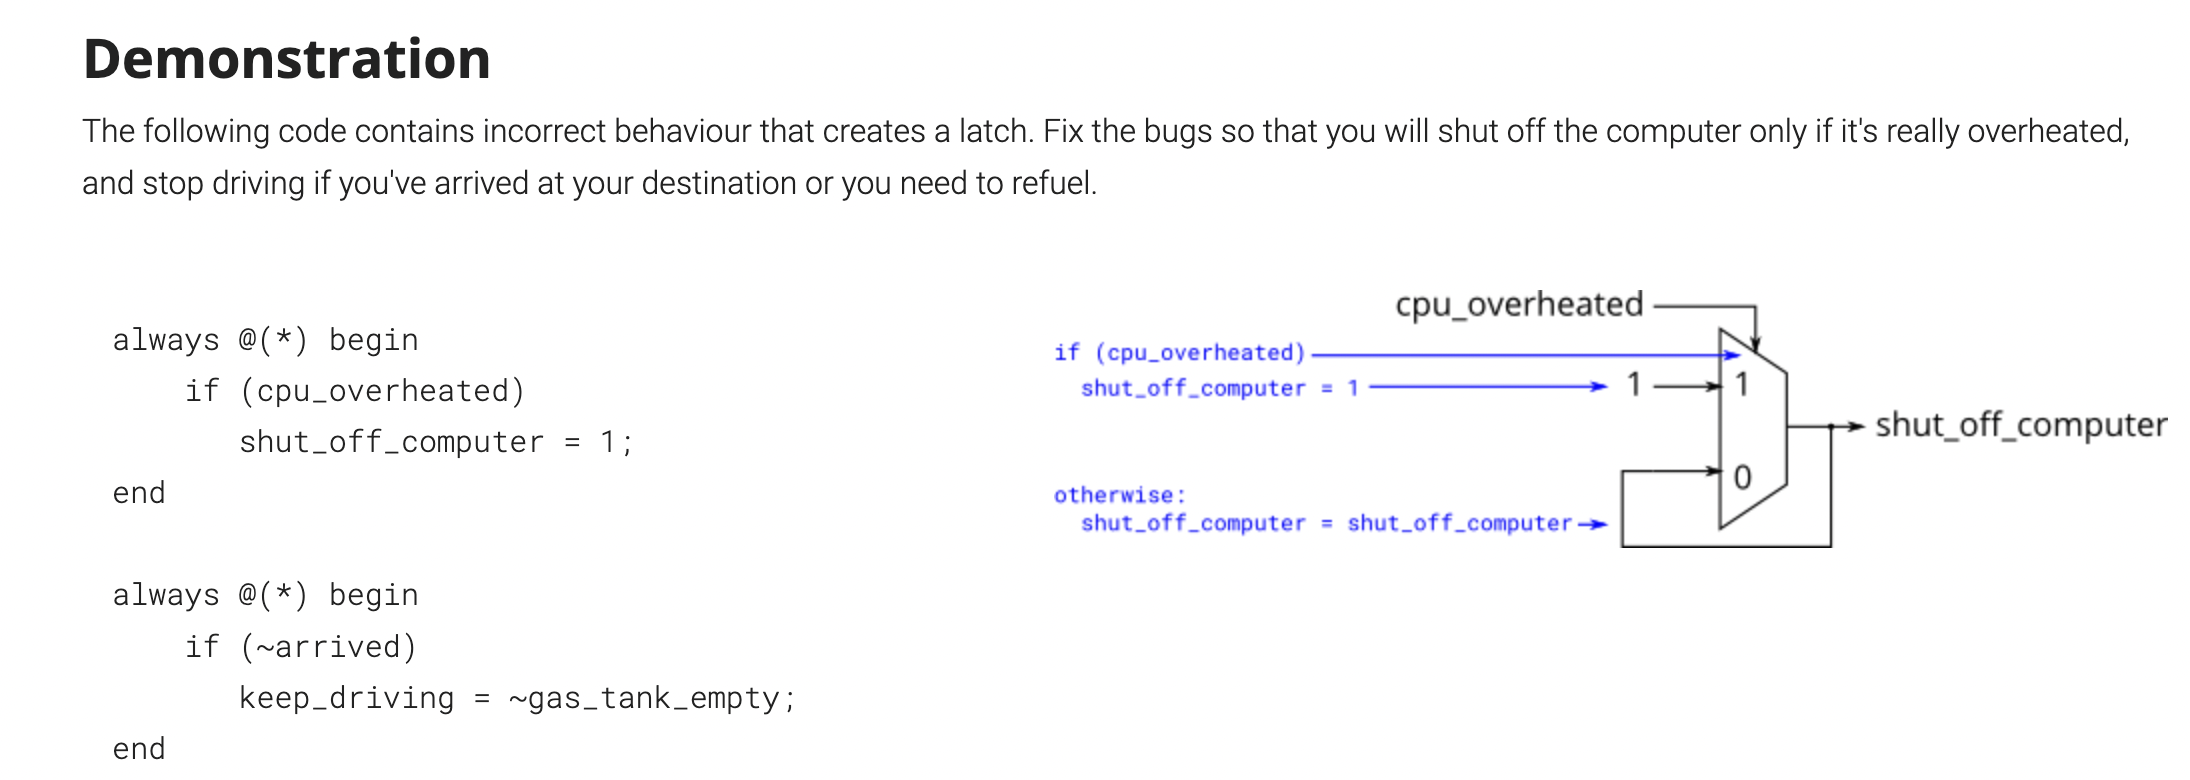 Demonstration
The following code contains incorrect behaviour that creates a latch. Fix the bugs so that you will shut off the computer only if it's really overheated,
and stop driving if you've arrived at your destination or you need to refuel.
always @(*) begin
if (cpu_overheated)
shut_off_computer = 1;
end
always @(*) begin
if (~arrived)
keep_driving = ~gas_tank_empty;
end
cpu_overheated
if (cpu_overheated)
shut_off_computer = 1
1
1
shut_off_computer
0
otherwise:
shut_off_computer = shut_off_computer